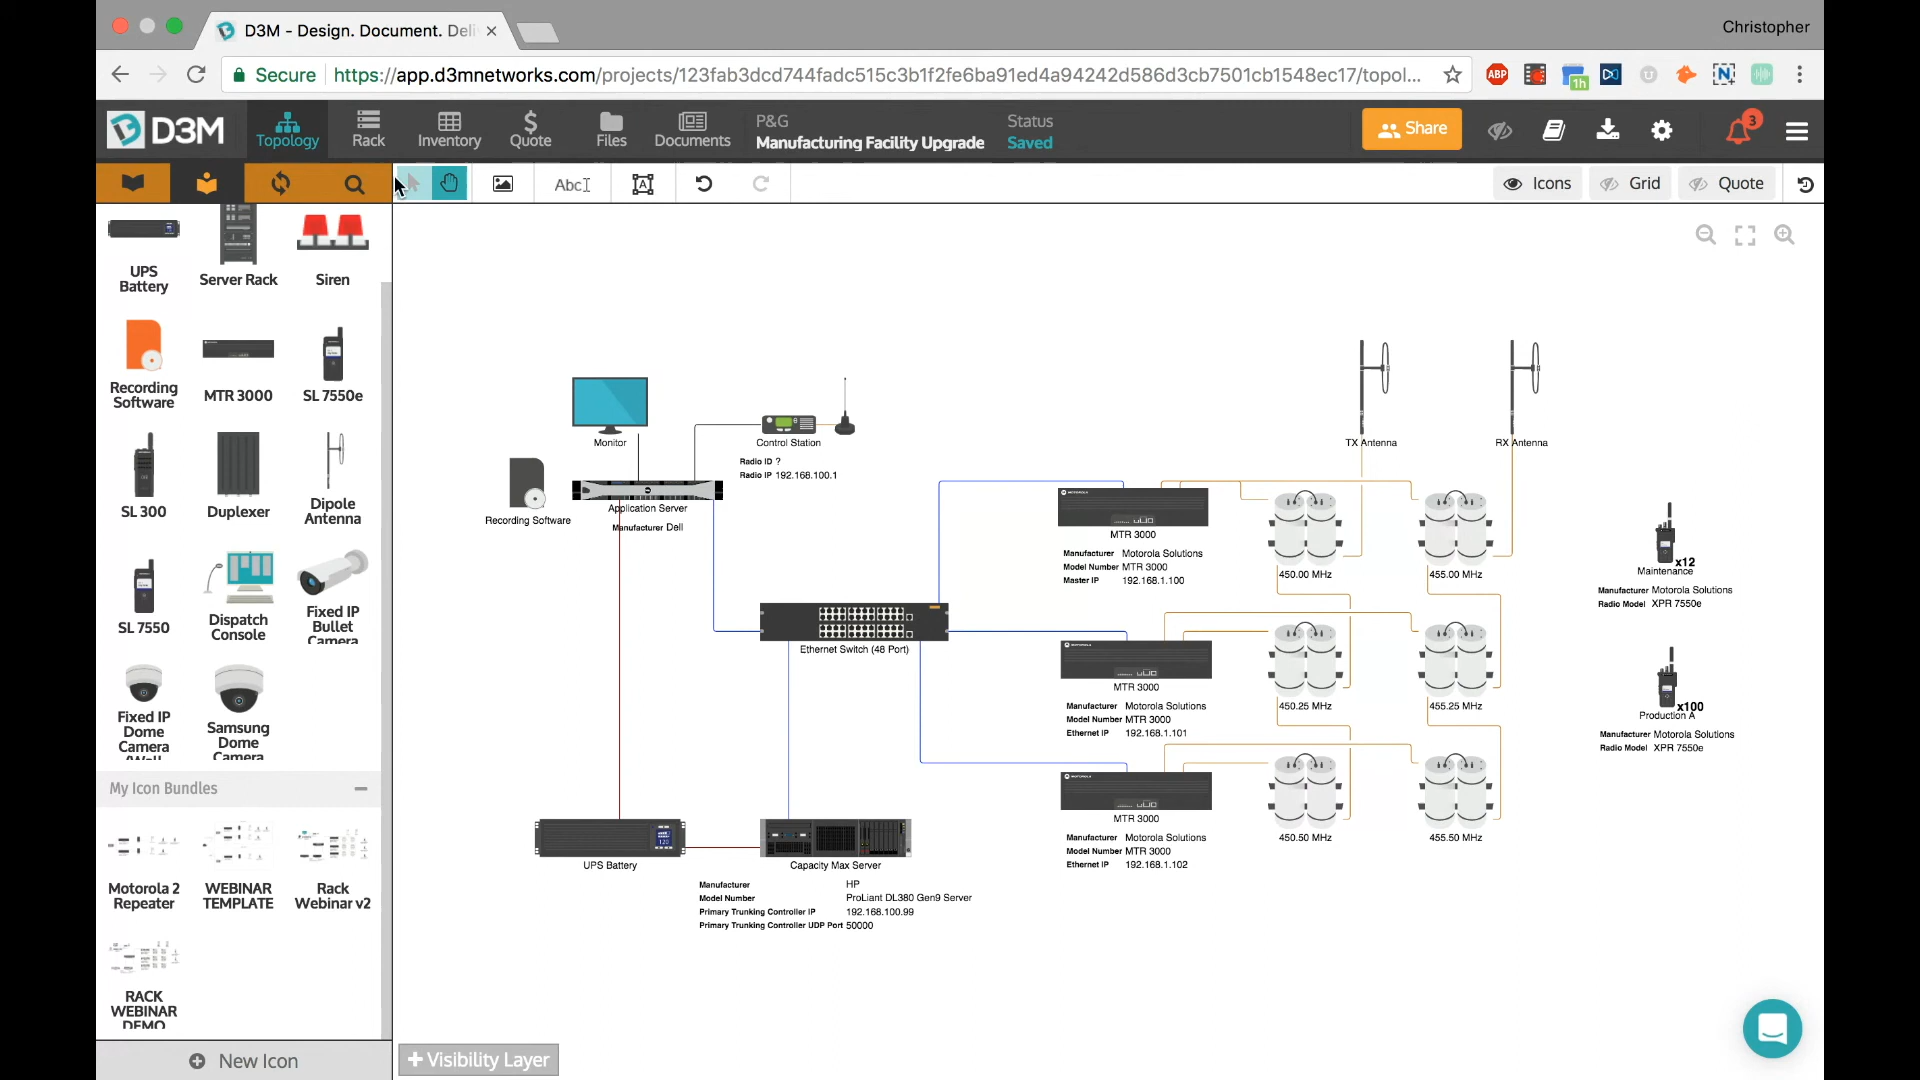 D3M - Design. Document. Deli
Christopher
Secure
https://app.d3mnetworks.com/projects/123fab3dcd744fadc515c3b1f2fe6ba91ed4a94242d586d3cb7501cb1548ec17/topol...
ABP
1h
N
D3M
Topology
Rack
Inventory
Quote
Files
Documents
P&G
Manufacturing Facility Upgrade
Status
Saved
Share
3
Abc
A
Icons
Grid
Quote
UPS
Battery
Server Rack
Siren
Recording
Software
MTR 3000
SL 7550e
SL 300
Duplexer
Dipole
Antenna
SL 7550
Dispatch
Console
Fixed IP
Bullet
Camera
Fixed IP
Dome
Camera
(Wall
Samsung
Dome
Camera
My Icon Bundles
Motorola 2
Repeater
WEBINAR
TEMPLATE
Rack
Webinar v2
RACK
WEBINAR
DEMO
New Icon
Visibility Layer
Monitor
Control Station
Radio ID ?
Radio IP 192.168.100.1
Recording Software
Application Server
Manufacturer Dell
Ethernet Switch (48 Port)
UPS Battery
120
Capacity Max Server
Manufacturer HP
Model Number ProLiant DL380 Gen9 Server
Primary Trunking Controller IP 192.168.100.99
Primary Trunking Controller UDP Port 50000
TX Antenna
RX Antenna
MOTOROLA
MTR 3000
Manufacturer Motorola Solutions
Model Number MTR 3000
Master IP 192.168.1.100
450.00 MHz
455.00 MHz
MOTOROLA
MTR 3000
Manufacturer Motorola Solutions
Model Number MTR 3000
Ethernet IP 192.168.1.101
450.25 MHz
455.25 MHz
MOTOROLA
MTR 3000
Manufacturer Motorola Solutions
Model Number MTR 3000
Ethernet IP 192.168.1.102
450.50 MHz
455.50 MHz
x12
Maintenance
Manufacturer Motorola Solutions
Radio Model XPR 7550e
x100
Production A
Manufacturer Motorola Solutions
Radio Model XPR 7550e